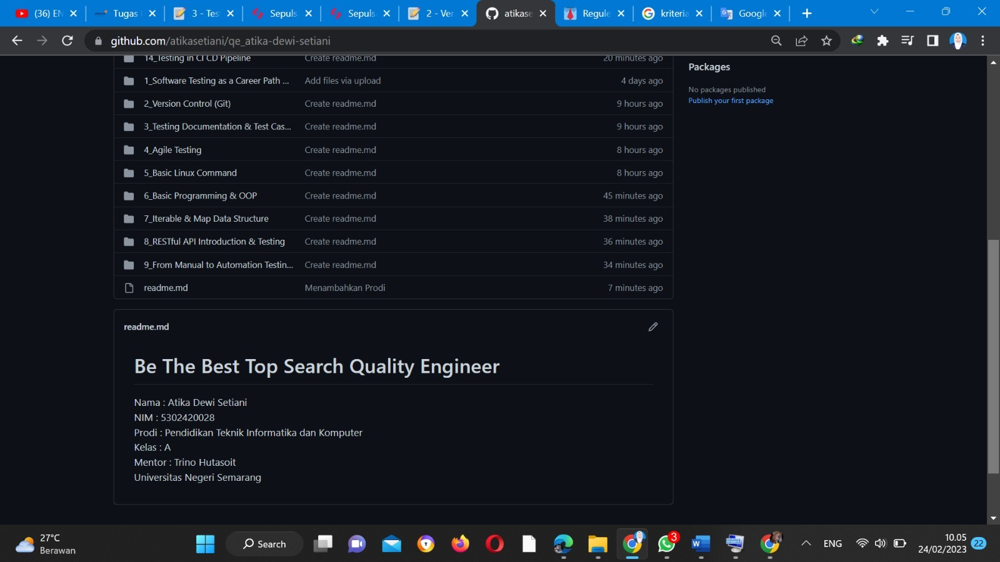 (36) EN
Tugas
3 - Test
Sepuls
Sepuls
2 - Ver
atikase
Regule
kriteria
Google
github.com/atikasetiani/qe_atika-dewi-setiani
14_Testing in CI CD Pipeline Create readme.md 20 minutes ago
1_Software Testing as a Career Path ... Add files via upload 4 days ago
2_Version Control (Git) Create readme.md 9 hours ago
3_Testing Documentation & Test Cas... Create readme.md 9 hours ago
4_Agile Testing Create readme.md 8 hours ago
5_Basic Linux Command Create readme.md 8 hours ago
6_Basic Programming & OOP Create readme.md 45 minutes ago
7_Iterable & Map Data Structure Create readme.md 38 minutes ago
8_RESTful API Introduction & Testing Create readme.md 36 minutes ago
9_From Manual to Automation Testin... Create readme.md 34 minutes ago
readme.md Menambahkan Prodi 7 minutes ago
Packages
No packages published
Publish your first package
readme.md
Be The Best Top Search Quality Engineer
Nama : Atika Dewi Setiani
NIM : 5302420028
Prodi : Pendidikan Teknik Informatika dan Komputer
Kelas : A
Mentor : Trino Hutasoit
Universitas Negeri Semarang
27°C
Berawan
Search
3
ENG
10.05
24/02/2023
22